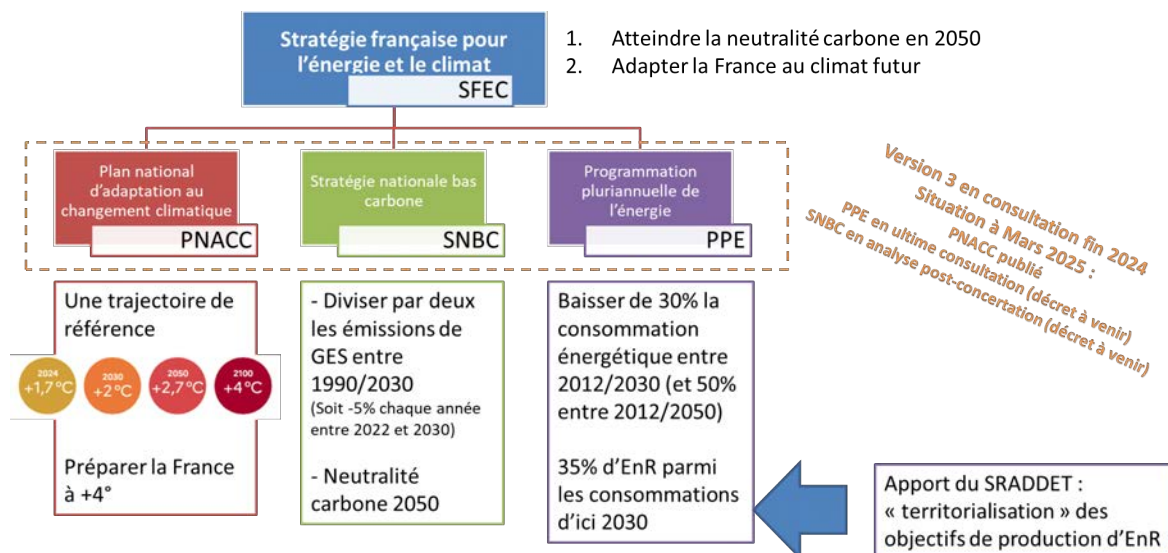 Stratégie française pour
l'énergie et le climat
SFEC
1. Atteindre la neutralité carbone en 2050
2. Adapter la France au climat futur
Plan national
d'adaptation au
changement climatique
PNACC
Stratégie nationale bas
carbone
SNBC
Programmation
pluriannuelle de
l'énergie
PPE
Version 3 en consultation fin 2024
Situation à Mars 2025 :
PNACC publié
PPE en ultime consultation (décret à venir)
SNBC en analyse post-concertation (décret à venir)
Une trajectoire de
référence
2024
+1,7°C
2030
+2°C
2050
+2,7°C
2100
+4°C
Préparer la France
à +4°
- Diviser par deux
les émissions de
GES entre
1990/2030
(Soit -5% chaque année
entre 2022 et 2030)
- Neutralité
carbone 2050
Baisser de 30% la
consommation
énergétique entre
2012/2030 (et 50%
entre 2012/2050)
35% d'EnR parmi
les consommations
d'ici 2030
Apport du SRADDET :
« territorialisation » des
objectifs de production d'EnR